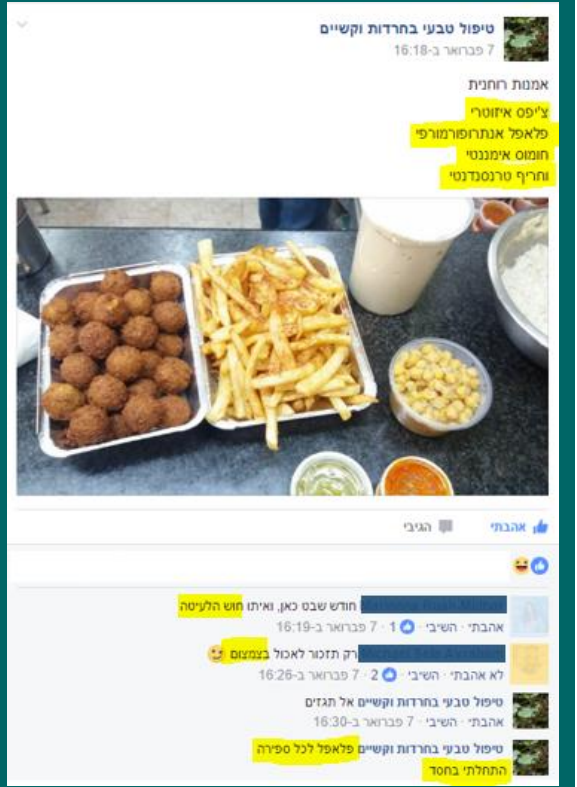 טיפול טבעי בחרדות וקשיים
7 פברואר ב-16:18
אמנות רוחנית
צ'יפס איזוטרי
פלאפל אנתרופורמורפי
חומוס אימננטי
וחריף טרנסנדנטי
אהבתי הגיבי
חודש שבט כאן, ואיתו חוש הלעיטה
אהבתי · השיבי · 1 · 7 פברואר ב-16:19
רק תזכור לאכול בצמצום
לא אהבתי · השיבי · 2 · 7 פברואר ב-16:26
טיפול טבעי בחרדות וקשיים אל תגזים
אהבתי · השיבי · 7 פברואר ב-16:30
טיפול טבעי בחרדות וקשיים פלאפל לכל ספירה
התחלתי בחסד